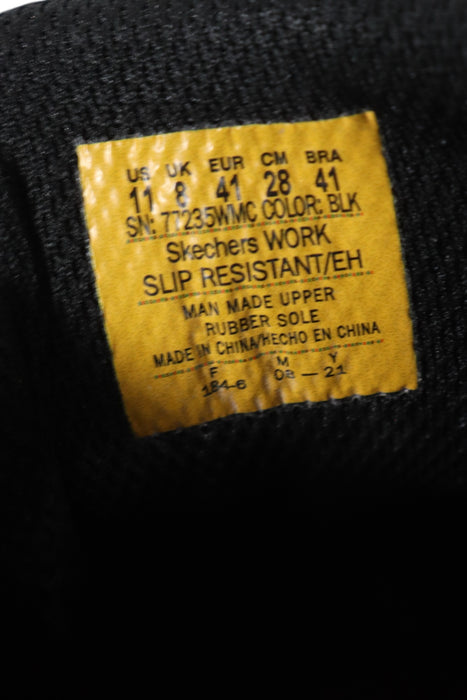 US UK EUR CM BRA
11 8 41 28 41
SN: 77235WMC COLOR: BLK
Skechers WORK
SLIP RESISTANT/EH
MAN MADE UPPER
RUBBER SOLE
MADE IN CHINA/HECHO EN CHINA
F M Y
184-6 08 — 21